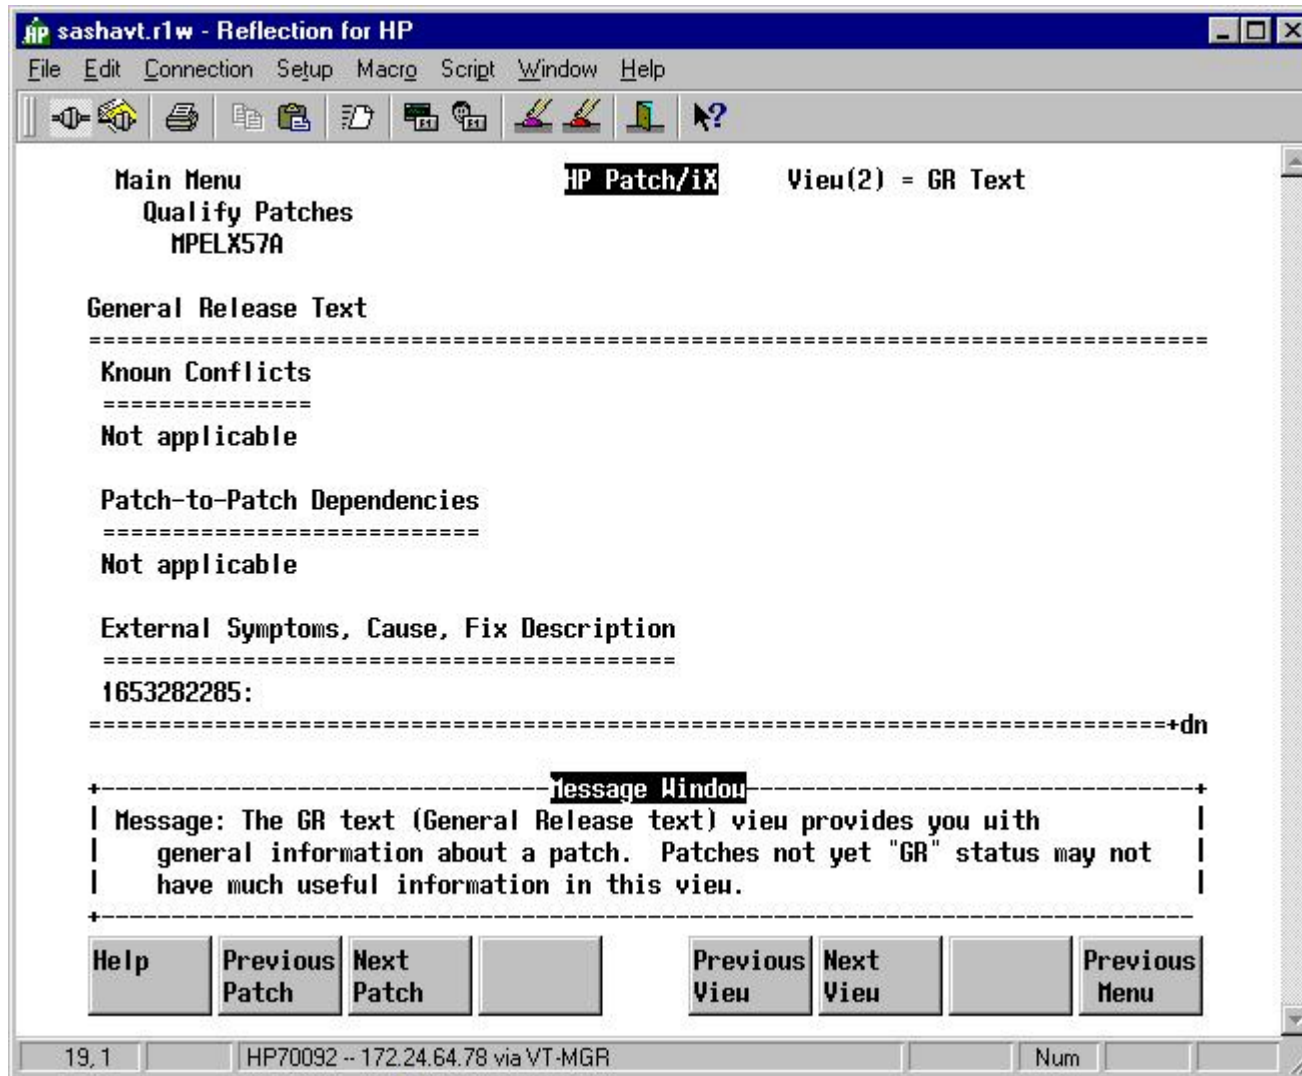 sashavt.r1w - Reflection for HP
File Edit Connection Setup Macro Script Window Help
Main Menu HP Patch/iX View(2) = GR Text
Qualify Patches
MPELX57A
General Release Text
================================================================================
Known Conflicts
===============
Not applicable
Patch-to-Patch Dependencies
===========================
Not applicable
External Symptoms, Cause, Fix Description
=========================================
1653282285:
=============================================================================+dn
+--------------------------------Message Window--------------------------------+
| Message: The GR text (General Release text) view provides you with |
| general information about a patch. Patches not yet "GR" status may not |
| have much useful information in this view. |
+------------------------------------------------------------------------------
Help Previous Patch Next Patch Previous View Next View Previous Menu
19, 1 HP70092 -- 172.24.64.78 via VT-MGR Num